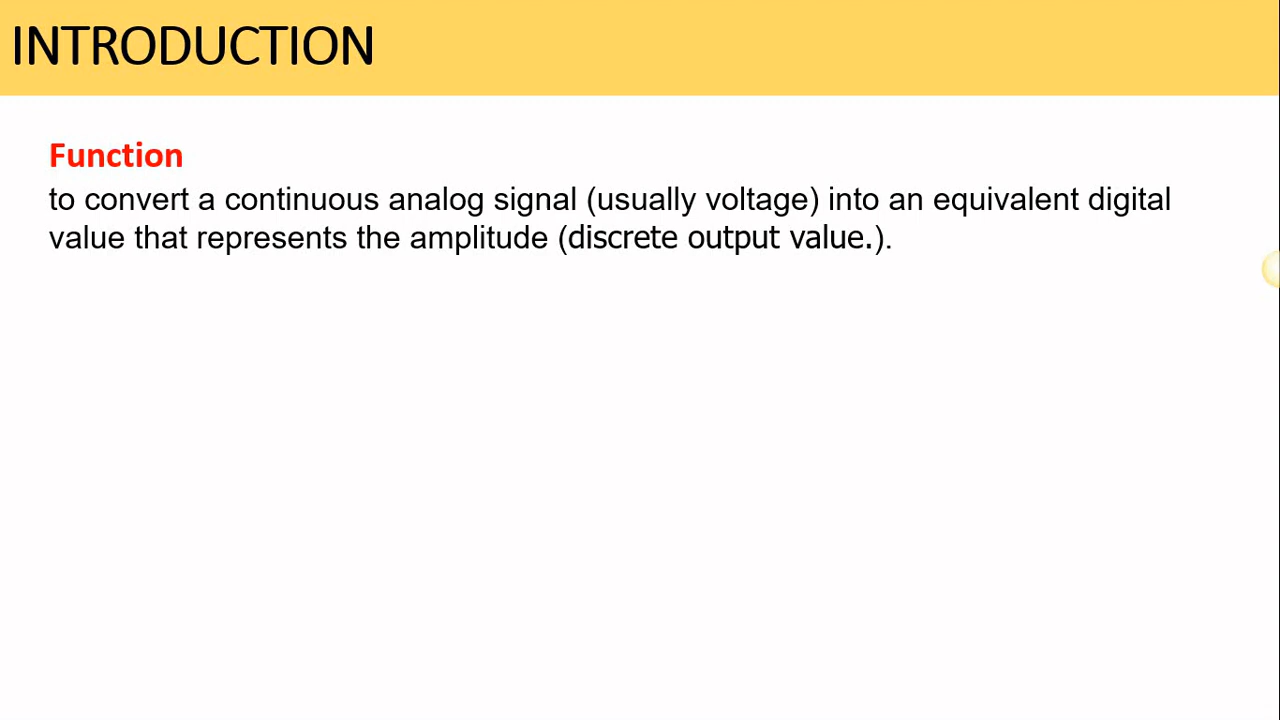 INTRODUCTION
Function
to convert a continuous analog signal (usually voltage) into an equivalent digital
value that represents the amplitude (discrete output value.).